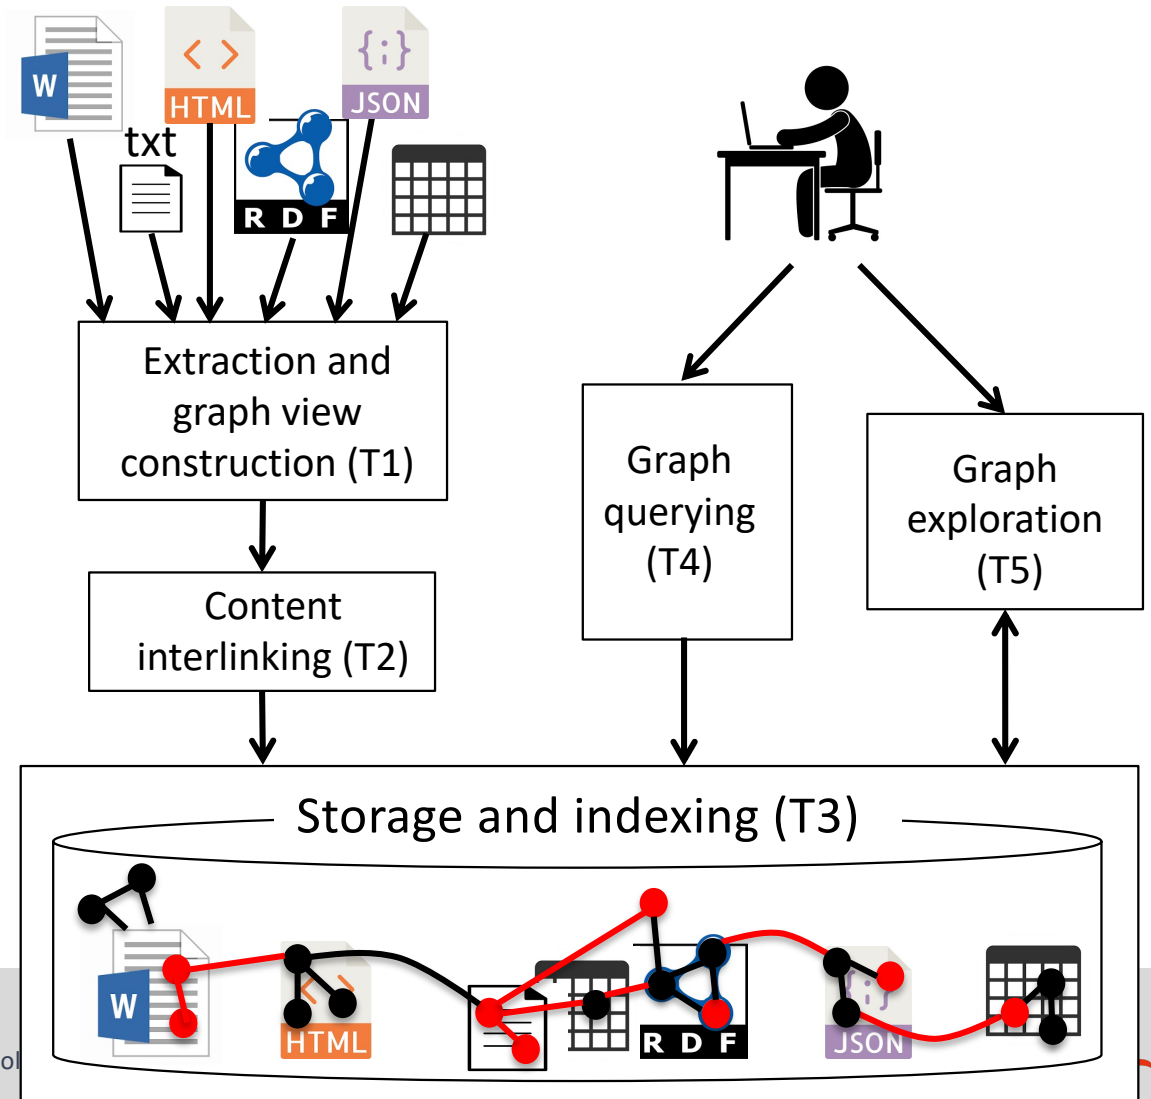 W
HTML
JSON
txt
R D F
Extraction and
graph view
construction (T1)
Content
interlinking (T2)
Graph
querying
(T4)
Graph
exploration
(T5)
Storage and indexing (T3)
W
HTML
R D F
JSON
ol